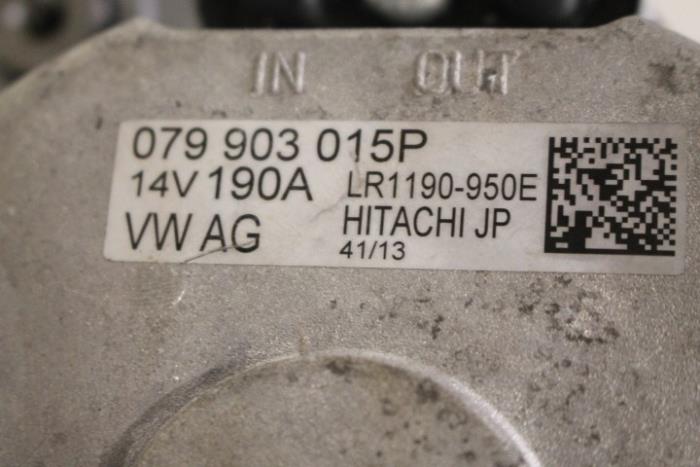 IN OUT
079 903 015P
14V 190A LR1190-950E
VW AG HITACHI JP
41/13